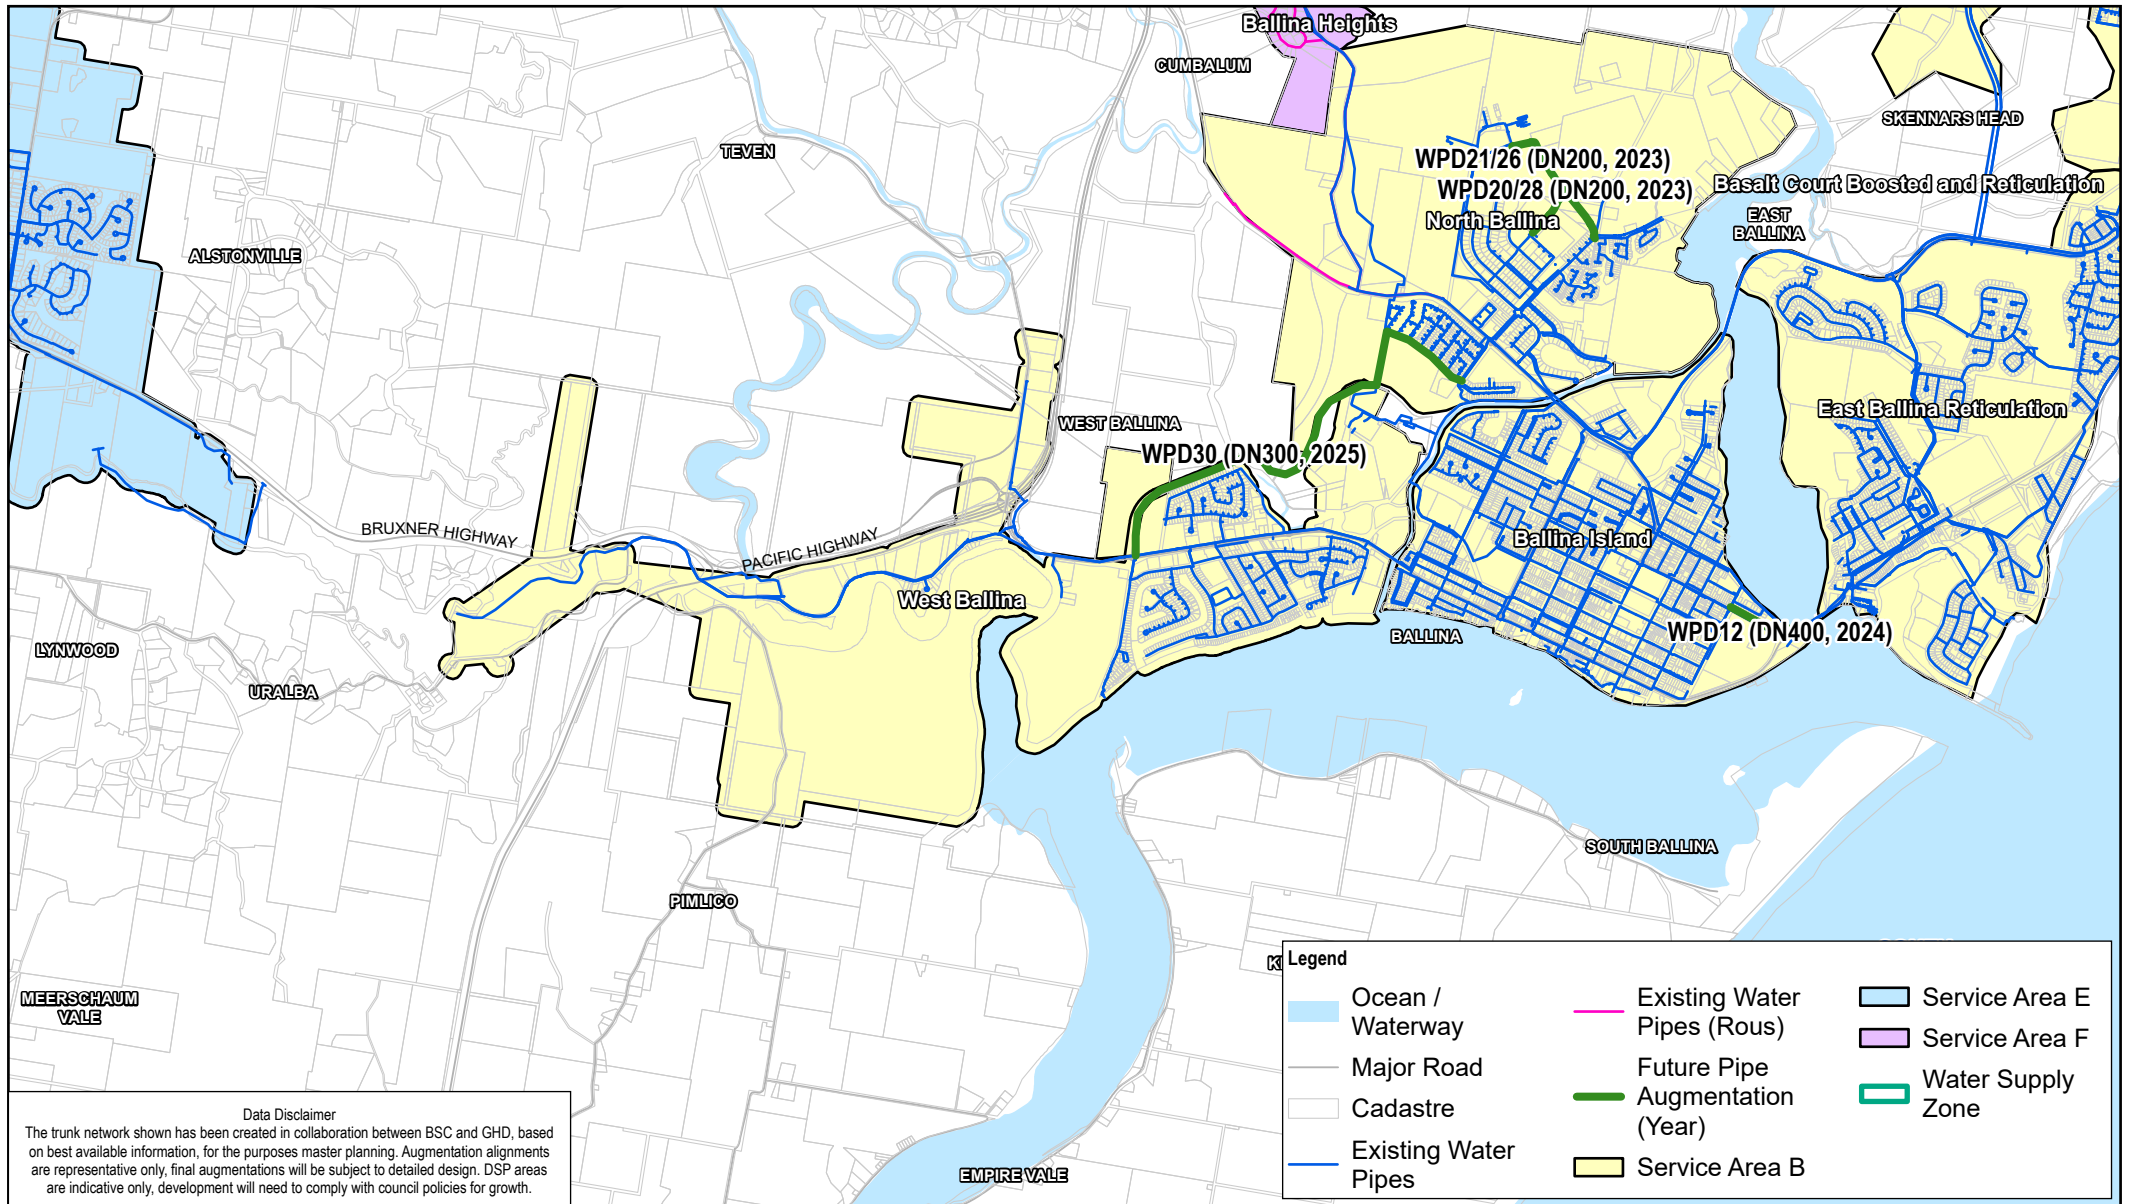 Ballina Heights
CUMBALUM
SKENNARS HEAD
TEVEN
WPD21/26 (DN200, 2023)
WPD20/28 (DN200, 2023)
Basalt Court Boosted and Reticulation
North Ballina
EAST
BALLINA
ALSTONVILLE
WEST BALLINA
East Ballina Reticulation
WPD30 (DN300, 2025)
BRUXNER HIGHWAY
PACIFIC HIGHWAY
Ballina Island
West Ballina
WPD12 (DN400, 2024)
BALLINA
LYNWOOD
URALBA
SOUTH BALLINA
PIMLICO
MEERSCHAUM
VALE
EMPIRE VALE
Legend
Ocean /
Waterway
Major Road
Cadastre
Existing Water
Pipes
Existing Water
Pipes (Rous)
Future Pipe
Augmentation
(Year)
Service Area B
Service Area E
Service Area F
Water Supply
Zone
Data Disclaimer
The trunk network shown has been created in collaboration between BSC and GHD, based
on best available information, for the purposes master planning. Augmentation alignments
are representative only, final augmentations will be subject to detailed design. DSP areas
are indicative only, development will need to comply with council policies for growth.